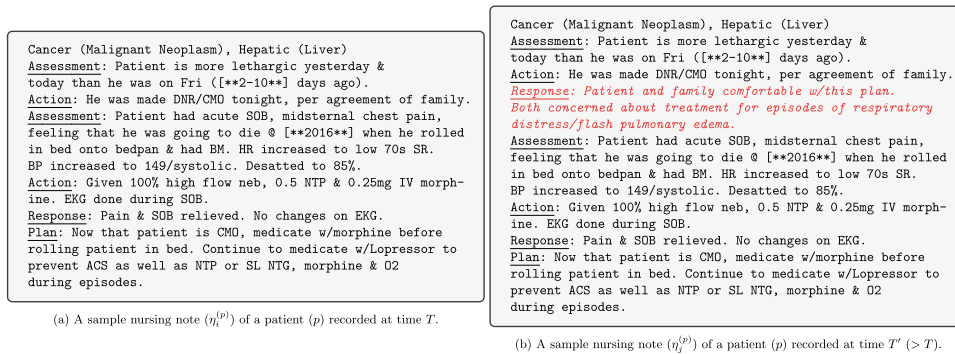 Cancer (Malignant Neoplasm), Hepatic (Liver)
Assessment: Patient is more lethargic yesterday &
today than he was on Fri ([**2-10**] days ago).
Action: He was made DNR/CMO tonight, per agreement of family.
Assessment: Patient had acute SOB, midsternal chest pain,
feeling that he was going to die @ [**2016**] when he rolled
in bed onto bedpan & had BM. HR increased to low 70s SR.
BP increased to 149/systolic. Desatted to 85%.
Action: Given 100% high flow neb, 0.5 NTP & 0.25mg IV morph-
ine. EKG done during SOB.
Response: Pain & SOB relieved. No changes on EKG.
Plan: Now that patient is CMO, medicate w/morphine before
rolling patient in bed. Continue to medicate w/Lopressor to
prevent ACS as well as NTP or SL NTG, morphine & O2
during episodes.
(a) A sample nursing note (η_i^(p)) of a patient (p) recorded at time T.
Cancer (Malignant Neoplasm), Hepatic (Liver)
Assessment: Patient is more lethargic yesterday &
today than he was on Fri ([**2-10**] days ago).
Action: He was made DNR/CMO tonight, per agreement of family.
Response: Patient and family comfortable w/this plan.
Both concerned about treatment for episodes of respiratory
distress/flash pulmonary edema.
Assessment: Patient had acute SOB, midsternal chest pain,
feeling that he was going to die @ [**2016**] when he rolled
in bed onto bedpan & had BM. HR increased to low 70s SR.
BP increased to 149/systolic. Desatted to 85%.
Action: Given 100% high flow neb, 0.5 NTP & 0.25mg IV morph-
ine. EKG done during SOB.
Response: Pain & SOB relieved. No changes on EKG.
Plan: Now that patient is CMO, medicate w/morphine before
rolling patient in bed. Continue to medicate w/Lopressor to
prevent ACS as well as NTP or SL NTG, morphine & O2
during episodes.
(b) A sample nursing note (η_j^(p)) of a patient (p) recorded at time T′ (> T).